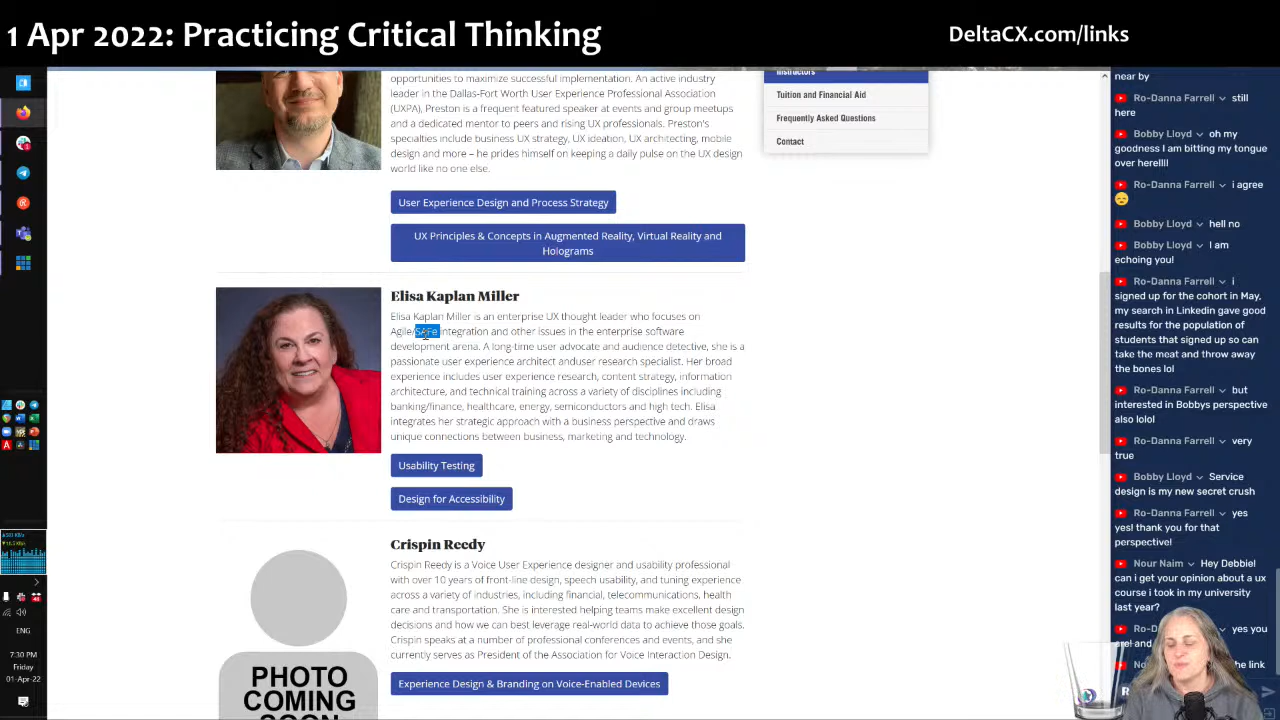 1 Apr 2022: Practicing Critical Thinking
DeltaCX.com/links
opportunities to maximize successful implementation. An active industry
leader in the Dallas-Fort Worth User Experience Professional Association
(UXPA), Preston is a frequent featured speaker at events and group meetups
and a dedicated mentor to peers and rising UX professionals. Preston's
specialties include business UX strategy, UX ideation, UX architecting, mobile
design and more – he prides himself on keeping a daily pulse on the UX design
world like no one else.
User Experience Design and Process Strategy
UX Principles & Concepts in Augmented Reality, Virtual Reality and
Holograms
Elisa Kaplan Miller
Elisa Kaplan Miller is an enterprise UX thought leader who focuses on
Agile/SAFe integration and other issues in the enterprise software
development arena. A long-time user advocate and audience detective, she is a
passionate user experience architect anduser research specialist. Her broad
experience includes user experience research, content strategy, information
architecture, and technical training across a variety of disciplines including
banking/finance, healthcare, energy, semiconductors and high tech. Elisa
integrates her strategic approach with a business perspective and draws
unique connections between business, marketing and technology.
Usability Testing
Design for Accessibility
Crispin Reedy
Crispin Reedy is a Voice User Experience designer and usability professional
with over 10 years of front-line design, speech usability, and tuning experience
across a variety of industries, including financial, telecommunications, health
care and transportation. She is interested helping teams make excellent design
decisions and how we can best leverage real-world data to achieve those goals.
Crispin speaks at a number of professional conferences and events, and she
currently serves as President of the Association for Voice Interaction Design.
Experience Design & Branding on Voice-Enabled Devices
PHOTO
COMING
SOON
Instructors
Tuition and Financial Aid
Frequently Asked Questions
Contact
near by
Ro-Danna Farrell still
here
Bobby Lloyd oh my
goodness I am bitting my tongue
over herellll
Ro-Danna Farrell i agree
Bobby Lloyd hell no
Bobby Lloyd I am
echoing you!
Ro-Danna Farrell i
signed up for the cohort in May,
my search in Linkedin gave good
results for the population of
students that signed up so can
take the meat and throw away
the bones lol
Ro-Danna Farrell but
interested in Bobbys perspective
also lolol
Ro-Danna Farrell very
true
Bobby Lloyd Service
design is my new secret crush
Ro-Danna Farrell yes
yes! thank you for that
perspective!
Nour Naim Hey Debbie!
can i get your opinion about a ux
course i took in my university
last year?
yes you
he link
ENG
7:30 PM
Friday
01-Apr-22